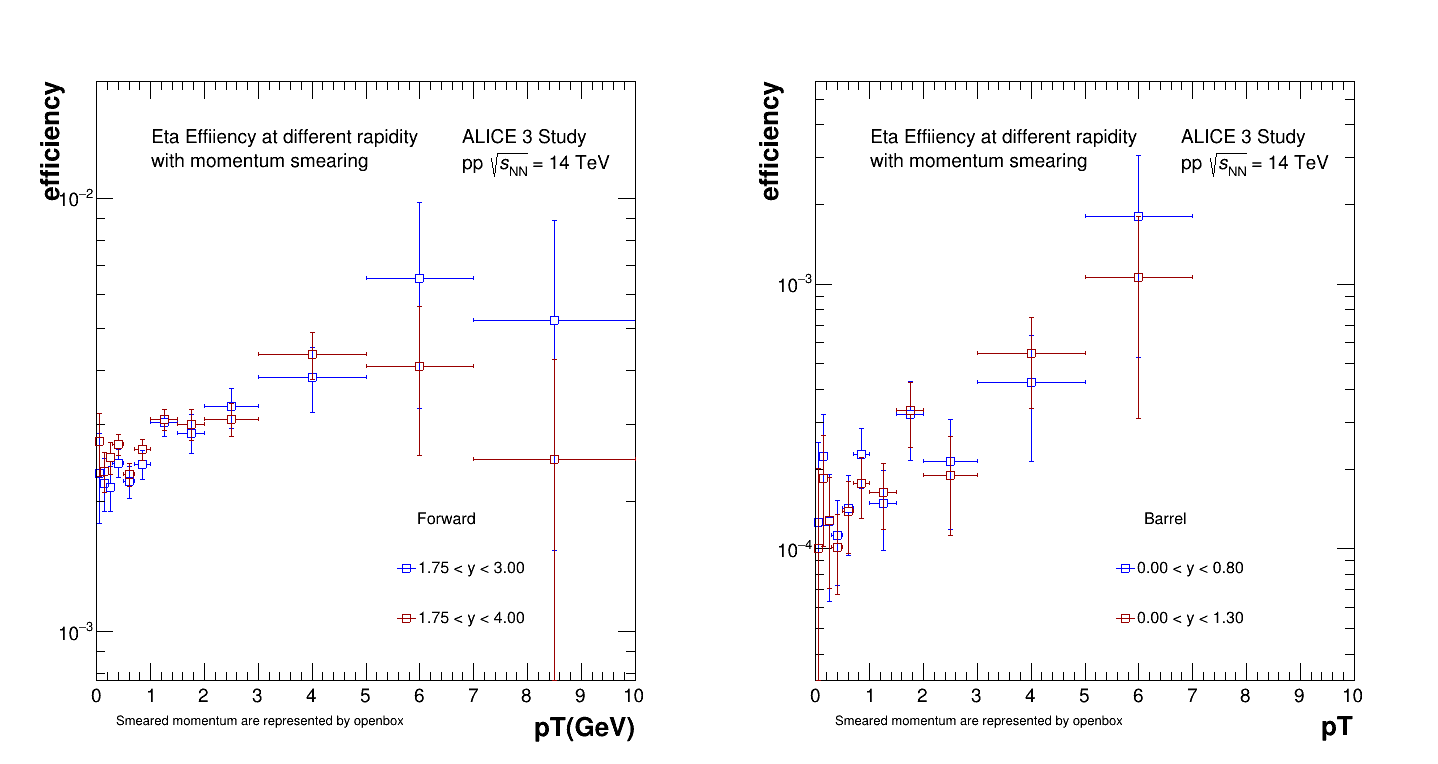 efficiency
Eta Effiiency at different rapidity
with momentum smearing
ALICE 3 Study
pp √sNN = 14 TeV
10−2
10−3
Forward
1.75 < y < 3.00
1.75 < y < 4.00
0 1 2 3 4 5 6 7 8 9 10
Smeared momentum are represented by openbox
pT(GeV)
efficiency
Eta Effiiency at different rapidity
with momentum smearing
ALICE 3 Study
pp √sNN = 14 TeV
10−3
10−4
Barrel
0.00 < y < 0.80
0.00 < y < 1.30
0 1 2 3 4 5 6 7 8 9 10
Smeared momentum are represented by openbox
pT